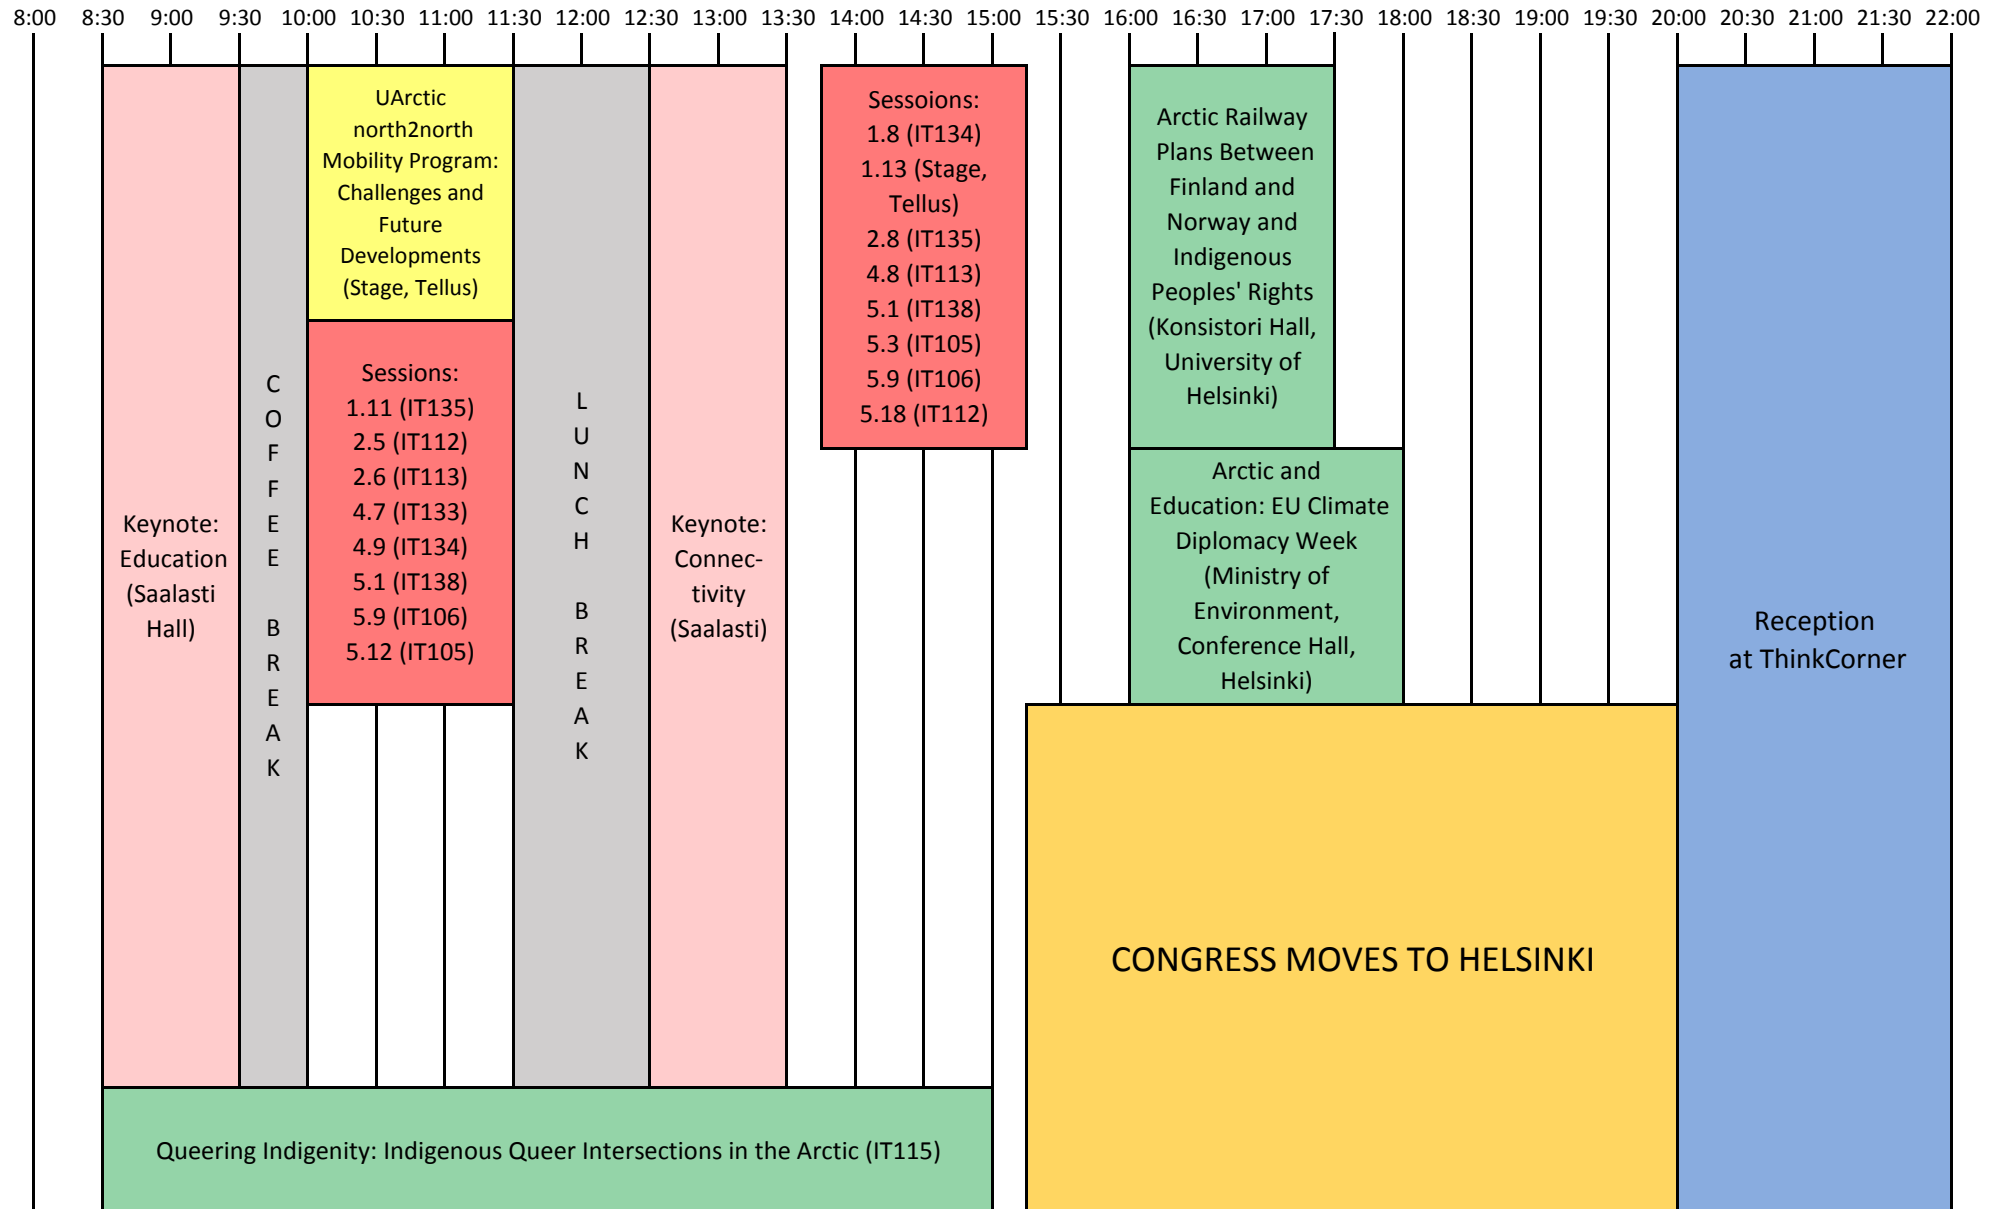 8:00 8:30 9:00 9:30 10:00 10:30 11:00 11:30 12:00 12:30 13:00 13:30 14:00 14:30 15:00 15:30 16:00 16:30 17:00 17:30 18:00 18:30 19:00 19:30 20:00 20:30 21:00 21:30 22:00
Keynote:
Education
(Saalasti
Hall)
C
O
F
F
E
E
B
R
E
A
K
UArctic
north2north
Mobility Program:
Challenges and
Future
Developments
(Stage, Tellus)
Sessions:
1.11 (IT135)
2.5 (IT112)
2.6 (IT113)
4.7 (IT133)
4.9 (IT134)
5.1 (IT138)
5.9 (IT106)
5.12 (IT105)
L
U
N
C
H
B
R
E
A
K
Keynote:
Connec-
tivity
(Saalasti)
Sessoions:
1.8 (IT134)
1.13 (Stage,
Tellus)
2.8 (IT135)
4.8 (IT113)
5.1 (IT138)
5.3 (IT105)
5.9 (IT106)
5.18 (IT112)
Arctic Railway
Plans Between
Finland and
Norway and
Indigenous
Peoples' Rights
(Konsistori Hall,
University of
Helsinki)
Arctic and
Education: EU Climate
Diplomacy Week
(Ministry of
Environment,
Conference Hall,
Helsinki)
CONGRESS MOVES TO HELSINKI
Reception
at ThinkCorner
Queering Indigenity: Indigenous Queer Intersections in the Arctic (IT115)